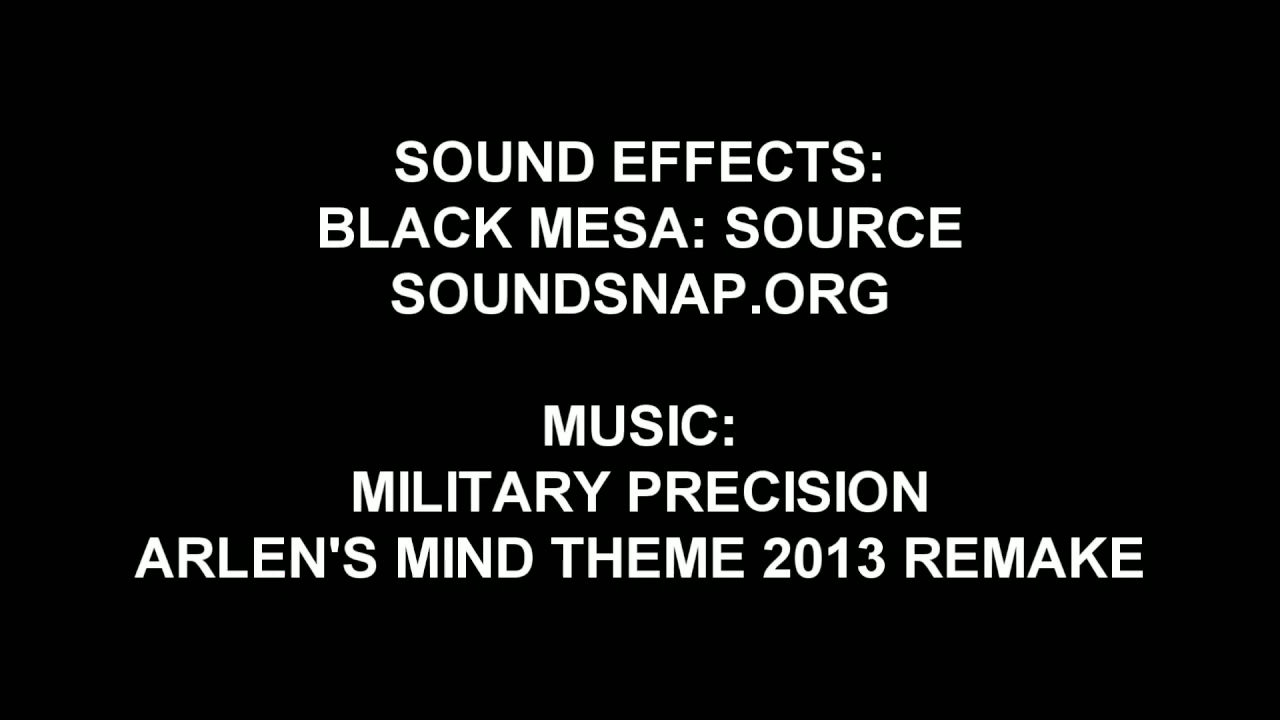 SOUND EFFECTS:
BLACK MESA: SOURCE
SOUNDSNAP.ORG
MUSIC:
MILITARY PRECISION
ARLEN'S MIND THEME 2013 REMAKE